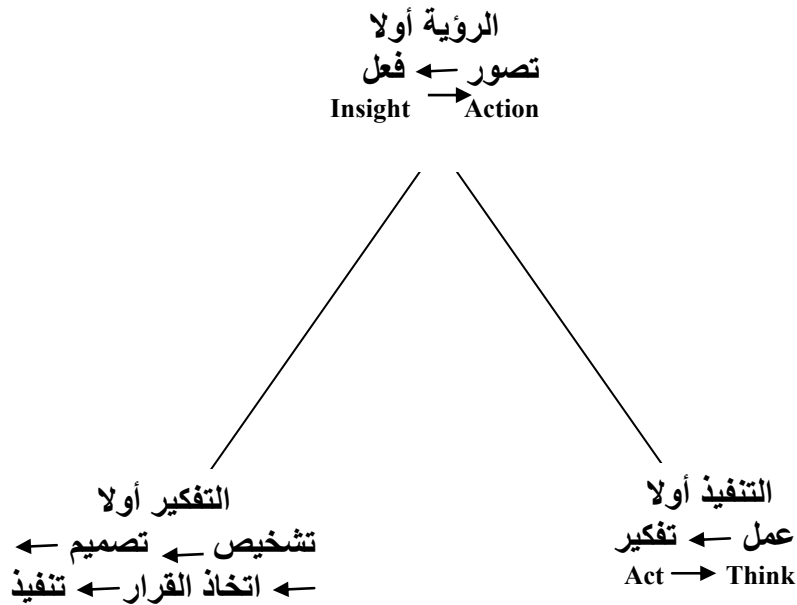 الرؤية أولا
تصور ← فعل
Insight → Action
التفكير أولا
تشخيص ← تصميم ←
← اتخاذ القرار ← تنفيذ
التنفيذ أولا
عمل ← تفكير
Act → Think